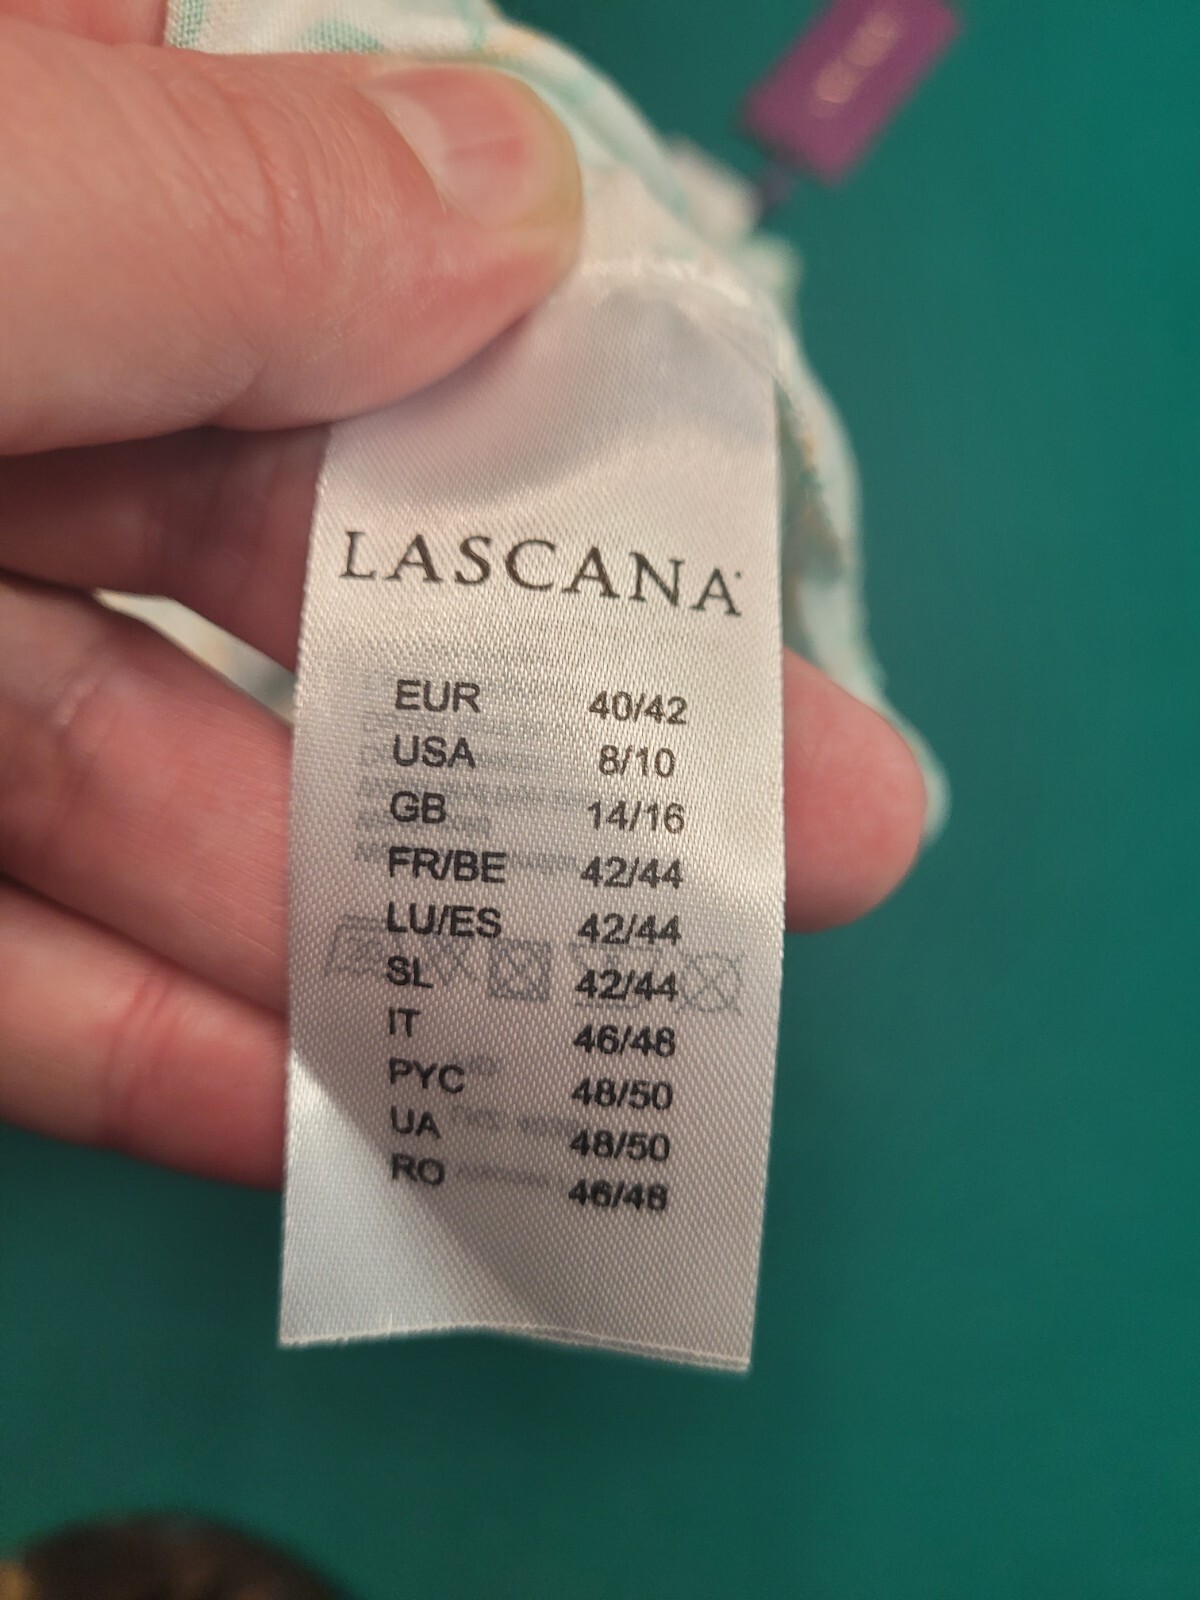 LASCANA
EUR 40/42
USA 8/10
GB 14/16
FR/BE 42/44
LU/ES 42/44
SL 42/44
IT 46/48
PYC 48/50
UA 48/50
RO 46/48